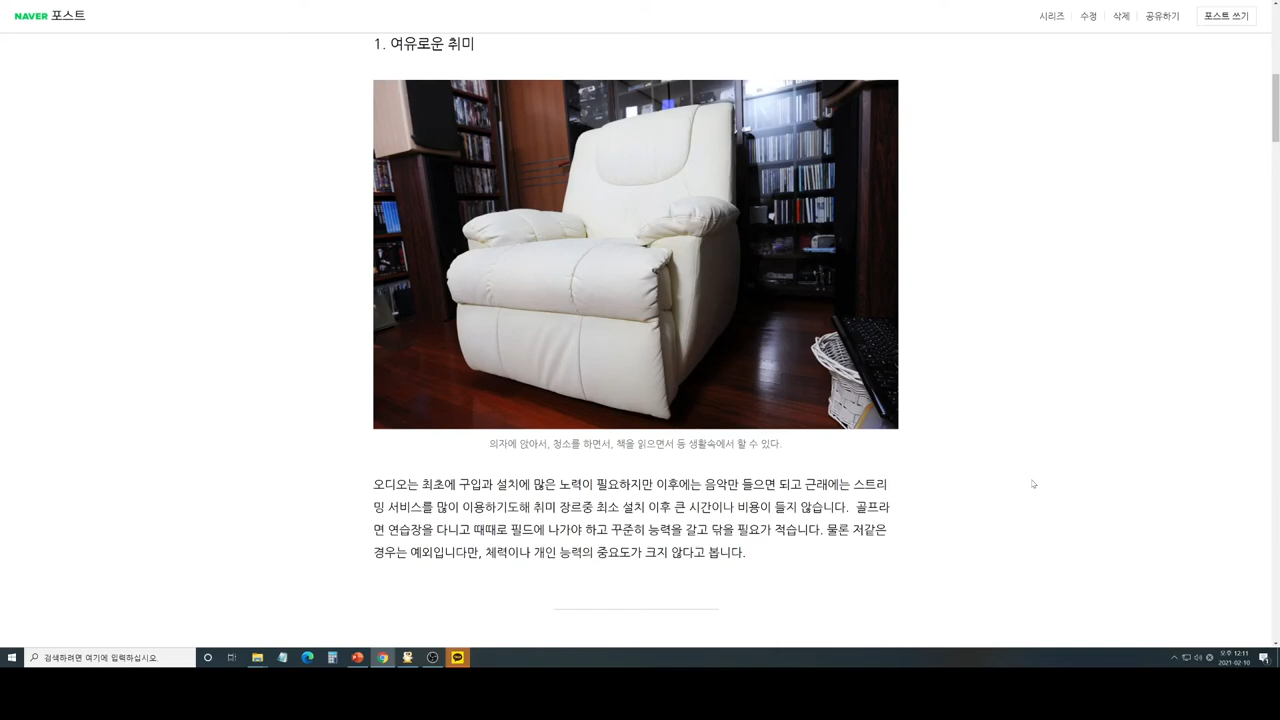 NAVER 포스트
시리즈 수정 삭제 공유하기 포스트 쓰기
1. 여유로운 취미
의자에 앉아서, 청소를 하면서, 책을 읽으면서 등 생활속에서 할 수 있다.
오디오는 최초에 구입과 설치에 많은 노력이 필요하지만 이후에는 음악만 들으면 되고 근래에는 스트리
밍 서비스를 많이 이용하기도해 취미 장르중 최소 설치 이후 큰 시간이나 비용이 들지 않습니다. 골프라
면 연습장을 다니고 때때로 필드에 나가야 하고 꾸준히 능력을 갈고 닦을 필요가 적습니다. 물론 저같은
경우는 예외입니다만, 체력이나 개인 능력의 중요도가 크지 않다고 봅니다.
검색하려면 여기에 입력하십시오.
오후 12:11
2021-02-10